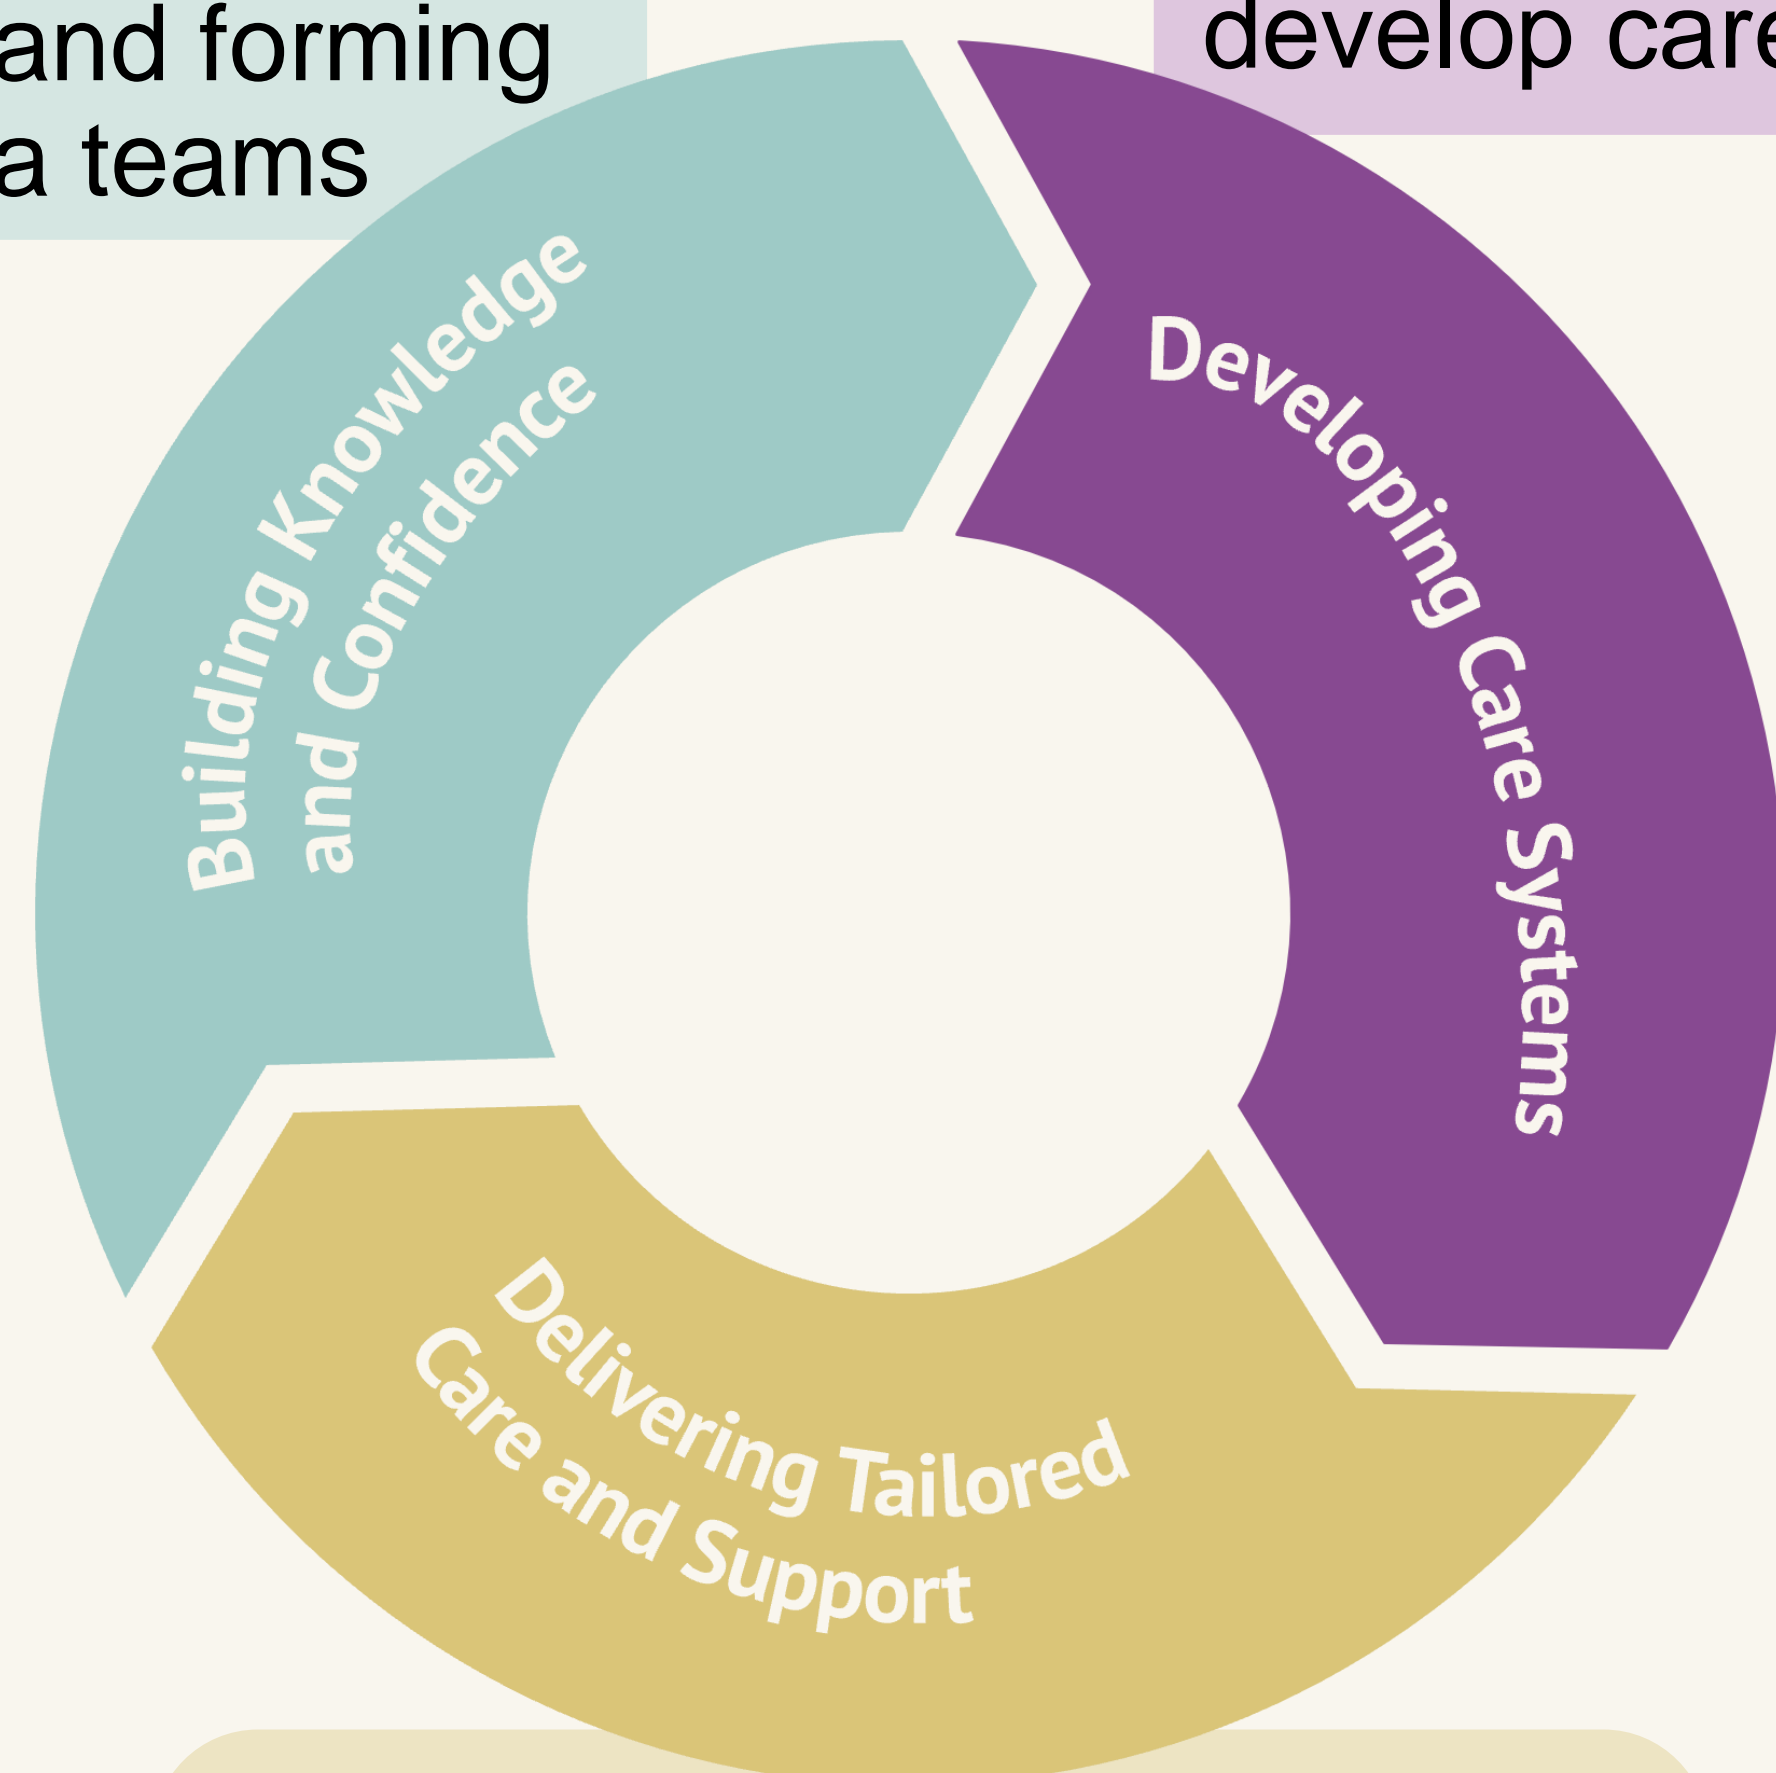 and forming
a teams
develop care
Building Knowledge
and Confidence
Developing Care Systems
Delivering Tailored
Care and Support